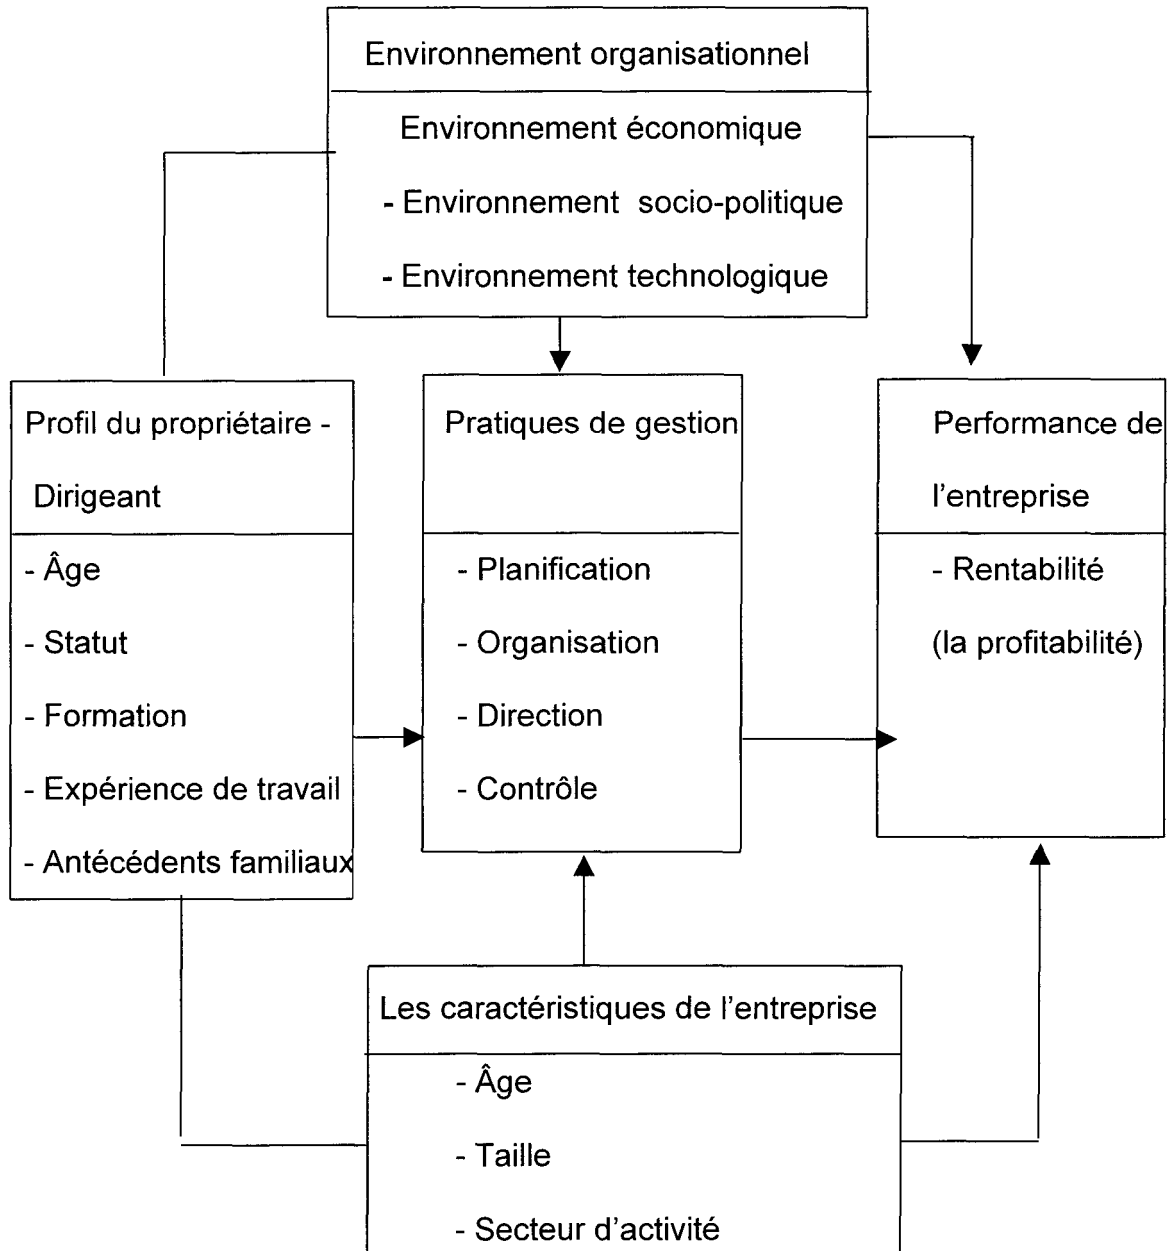 Environnement organisationnel
Environnement économique
- Environnement socio-politique
- Environnement technologique
Profil du propriétaire -
Dirigeant
- Âge
- Statut
- Formation
- Expérience de travail
- Antécédents familiaux
Pratiques de gestion
- Planification
- Organisation
- Direction
- Contrôle
Performance de
l'entreprise
- Rentabilité
(la profitabilité)
Les caractéristiques de l'entreprise
- Âge
- Taille
- Secteur d'activité